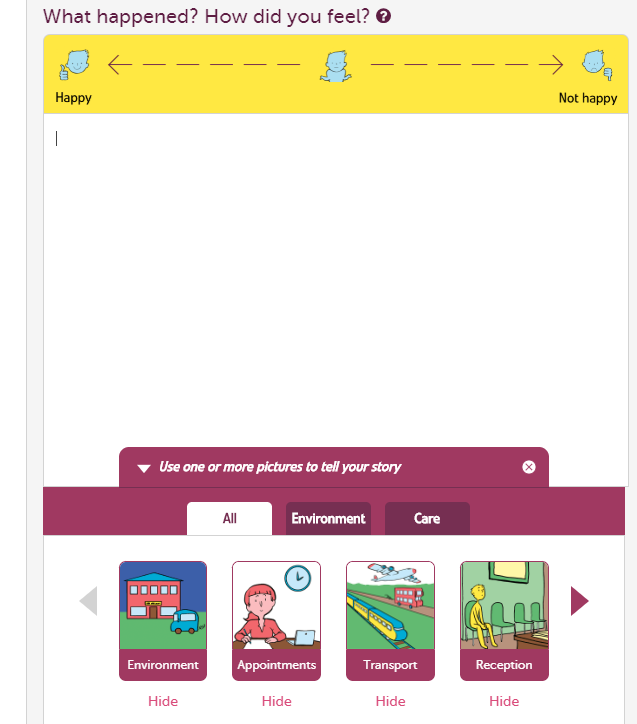 What happened? How did you feel? ?
Happy
Not happy
Use one or more pictures to tell your story
All
Environment
Care
Environment
Appointments
Transport
Reception
Hide
Hide
Hide
Hide